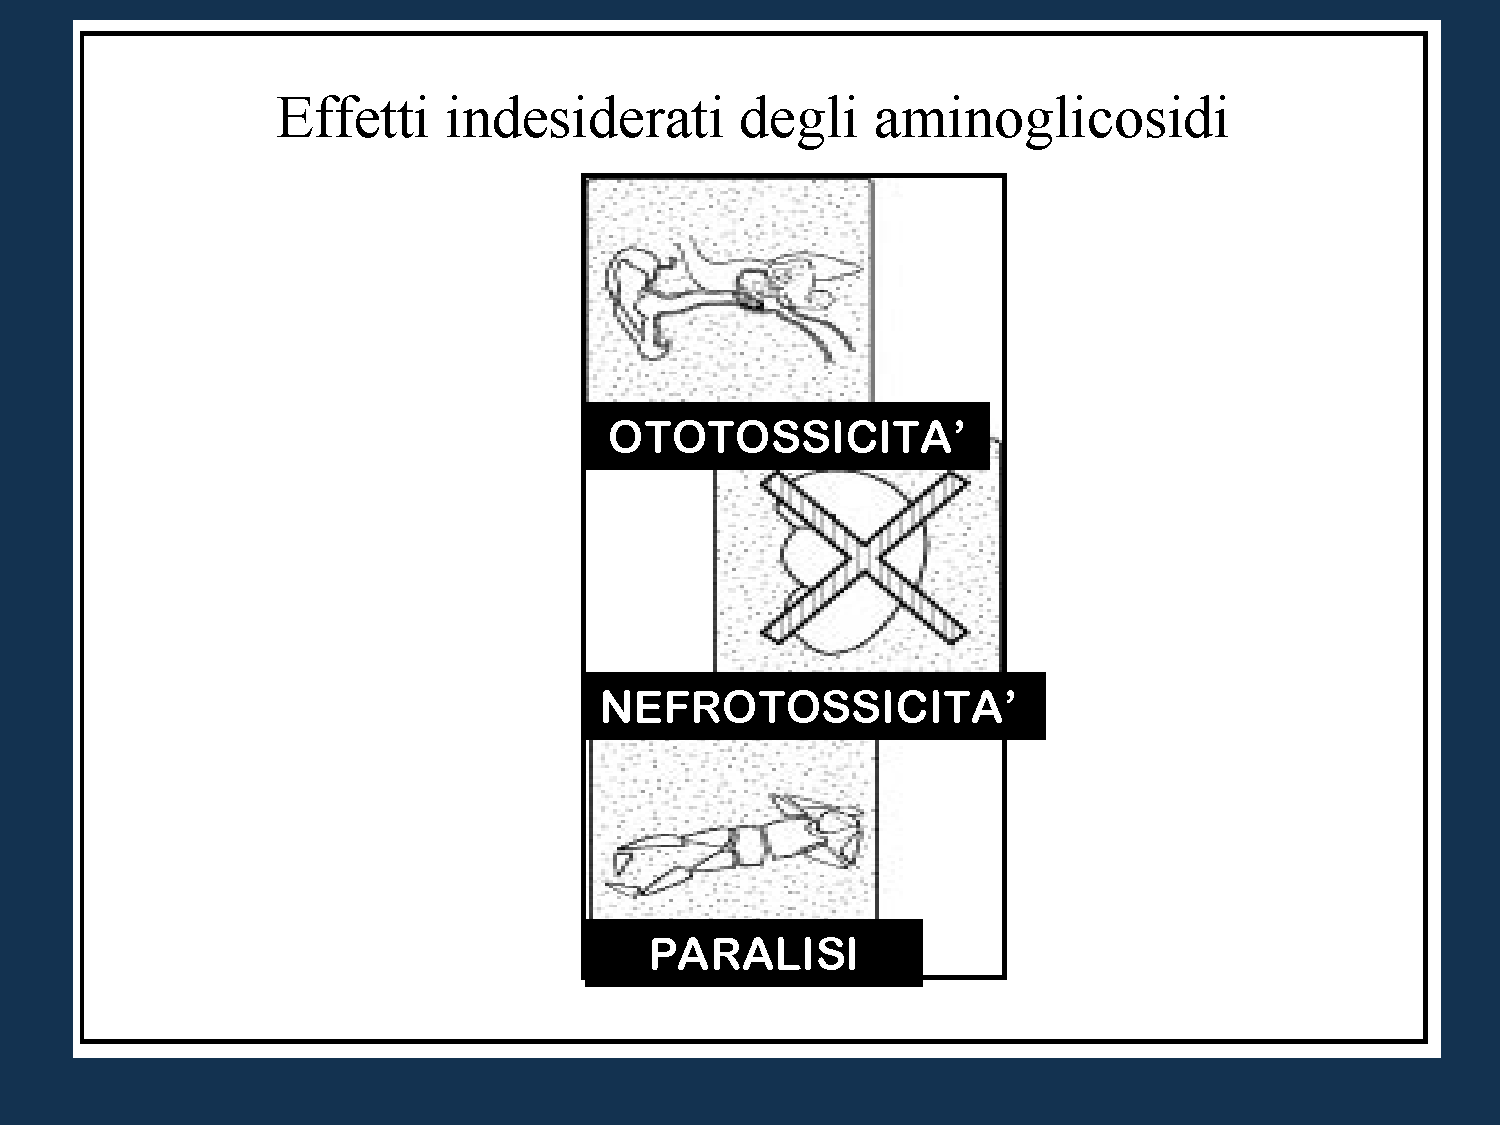 Effetti indesiderati degli aminoglicosidi
OTOTOSSICITA’
NEFROTOSSICITA’
PARALISI